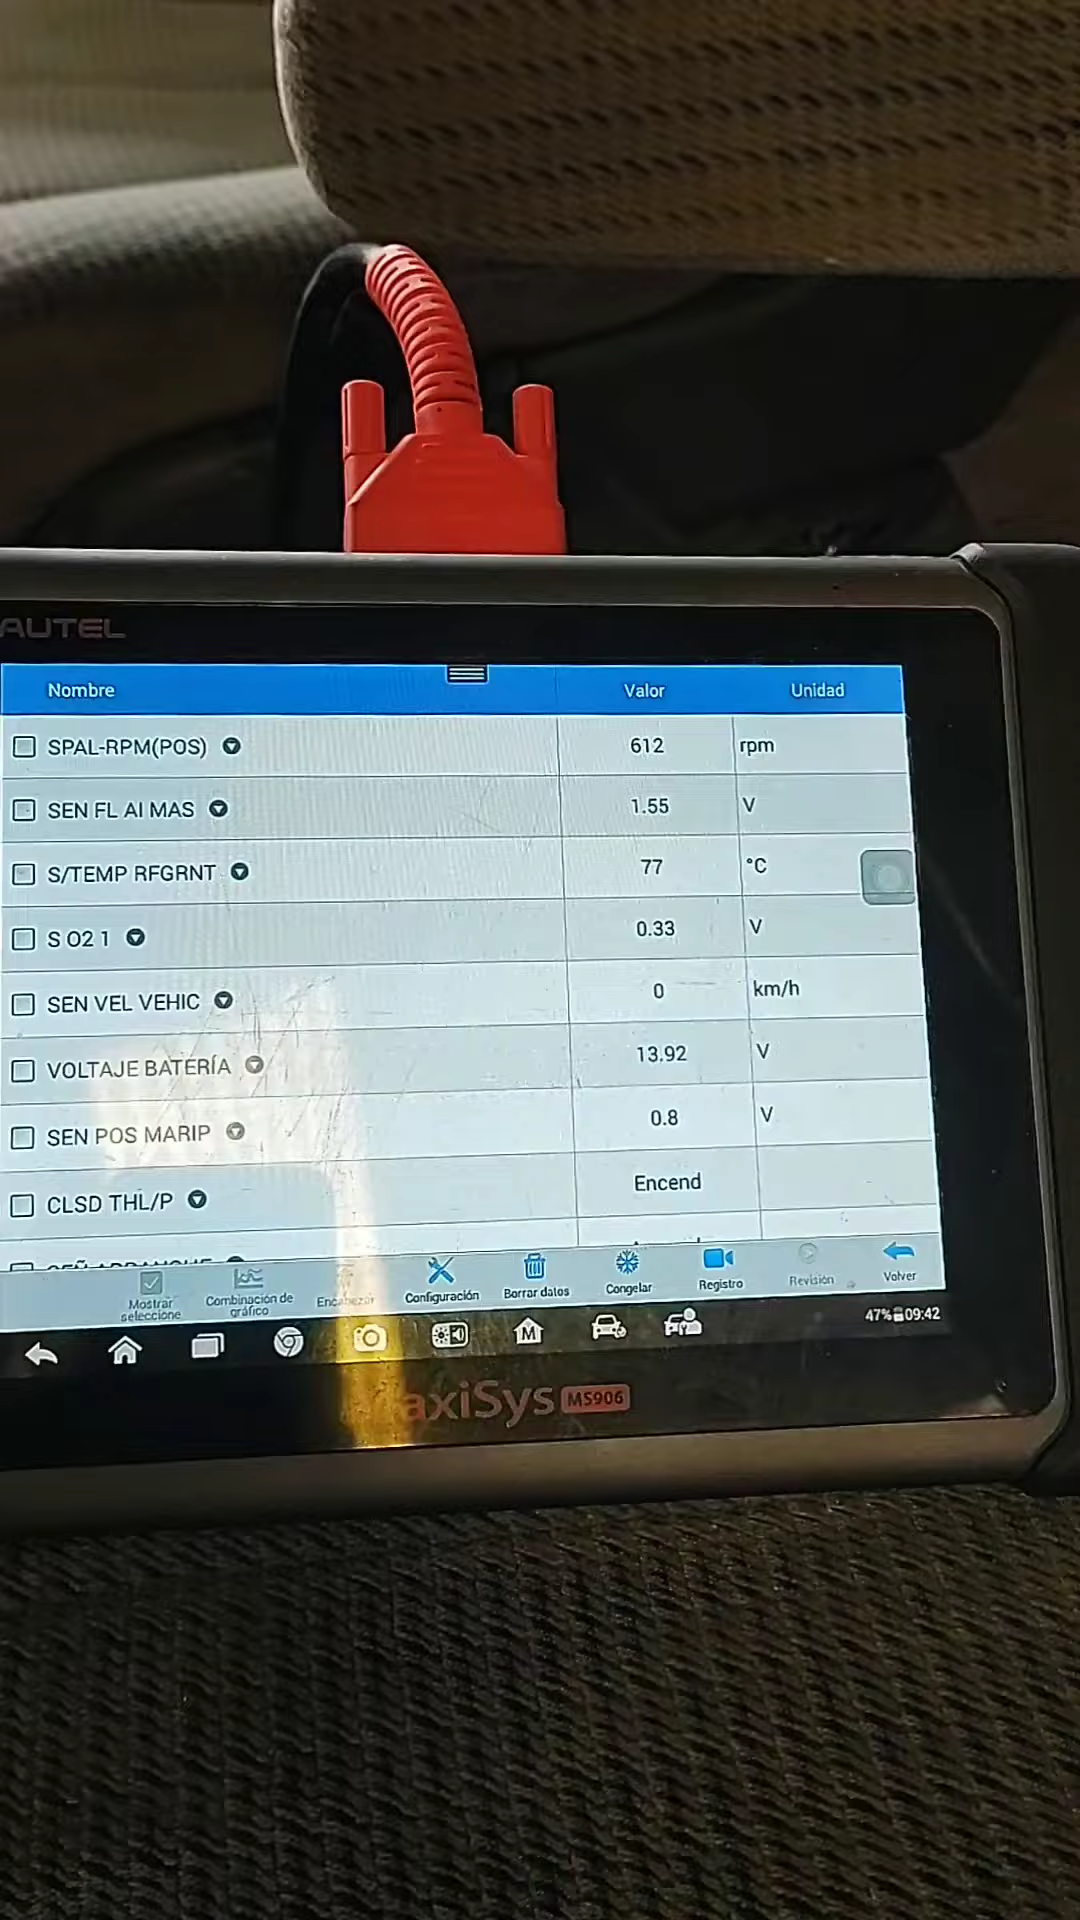 AUTEL
Nombre Valor Unidad
SPAL-RPM(POS) 612 rpm
SEN FL AI MAS 1.55 V
S/TEMP RFGRNT 77 °C
S O2 1 0.33 V
SEN VEL VEHIC 0 km/h
VOLTAJE BATERÍA 13.92 V
SEN POS MARIP 0.8 V
CLSD THL/P Encend
Mostrar seleccione
Combinación de gráfico
Encabezar
Configuración
Borrar datos
Congelar
Registro
Revisión
Volver
M
47% 09:42
axiSys MS906